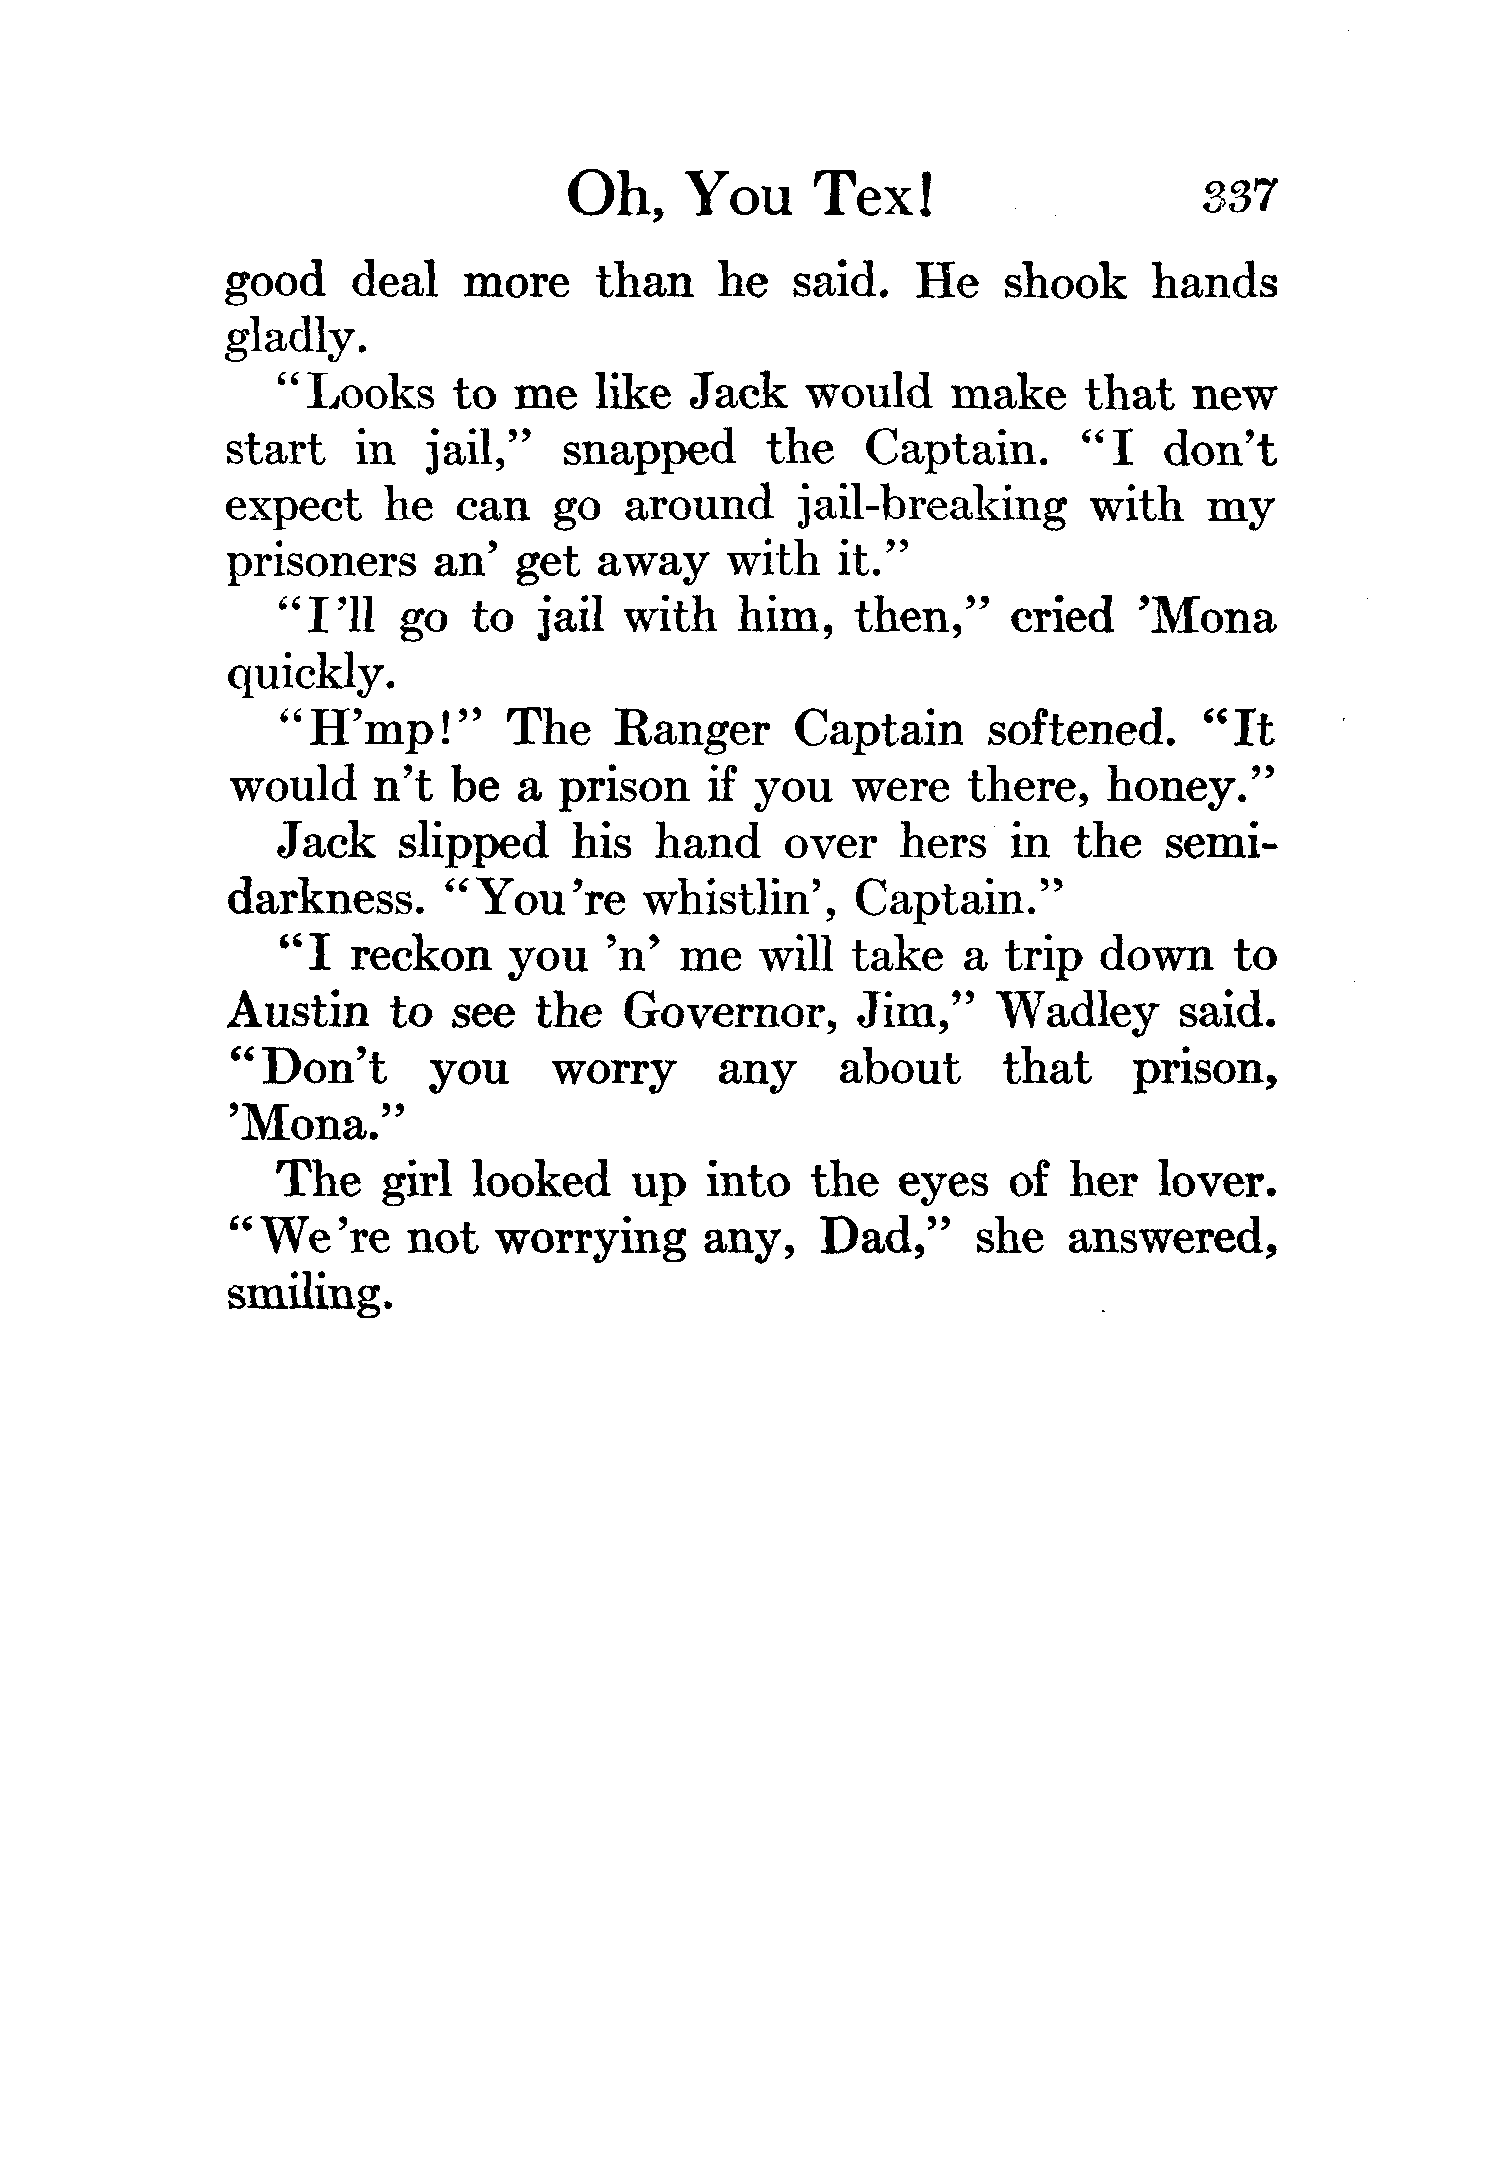 Oh, You Tex! 337
good deal more than he said. He shook hands
gladly.
"Looks to me like Jack would make that new
start in jail," snapped the Captain. "I don't
expect he can go around jail-breaking with my
prisoners an' get away with it."
"I'll go to jail with him, then," cried 'Mona
quickly.
"H'mp!" The Ranger Captain softened. "It
would n't be a prison if you were there, honey."
Jack slipped his hand over hers in the semi-
darkness. "You're whistlin', Captain."
"I reckon you 'n' me will take a trip down to
Austin to see the Governor, Jim," Wadley said.
"Don't you worry any about that prison,
'Mona."
The girl looked up into the eyes of her lover.
"We're not worrying any, Dad," she answered,
smiling.